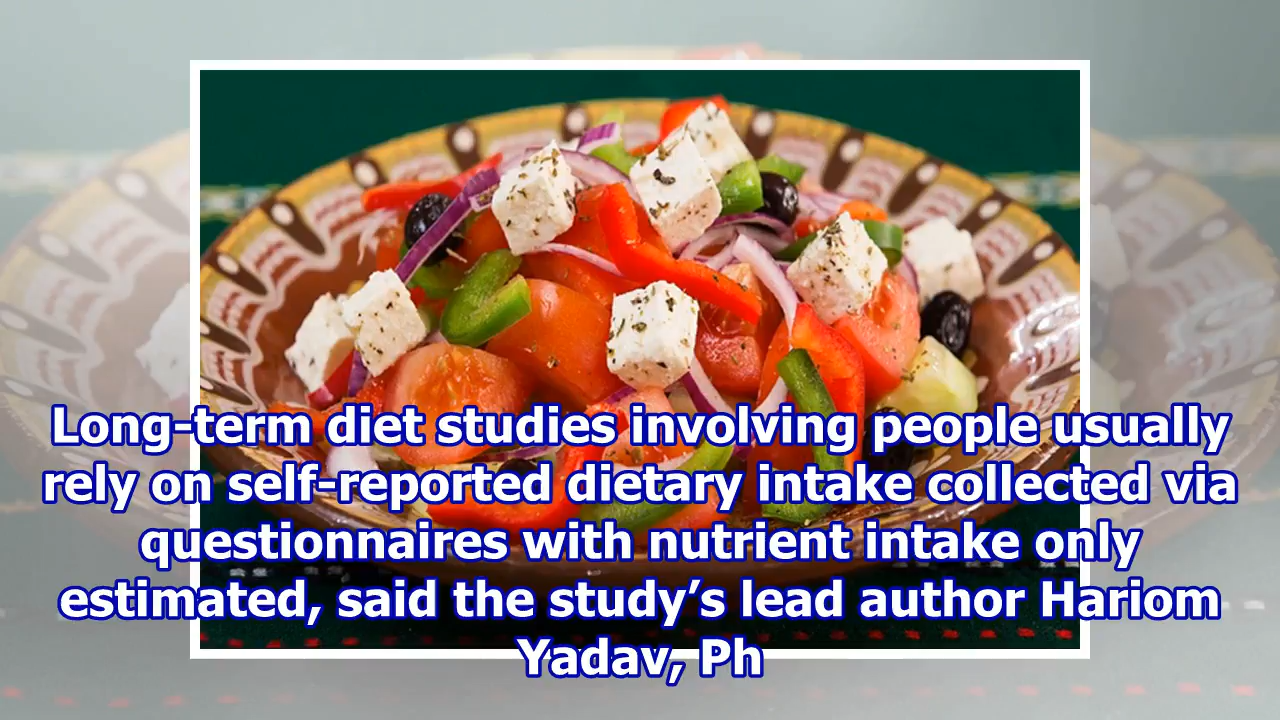 Long-term diet studies involving people usually
rely on self-reported dietary intake collected via
questionnaires with nutrient intake only
estimated, said the study’s lead author Hariom
Yadav, Ph